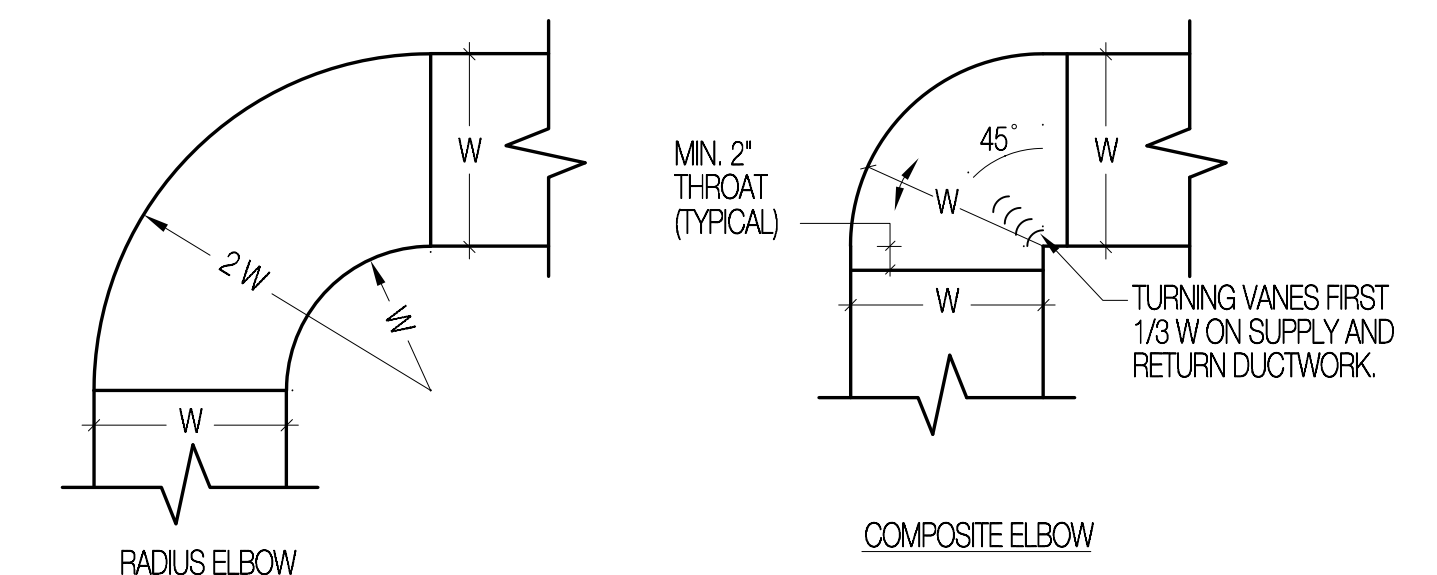 W
2W
W
W
RADIUS ELBOW
MIN. 2"
THROAT
(TYPICAL)
45°
W
W
W
TURNING VANES FIRST
1/3 W ON SUPPLY AND
RETURN DUCTWORK.
COMPOSITE ELBOW